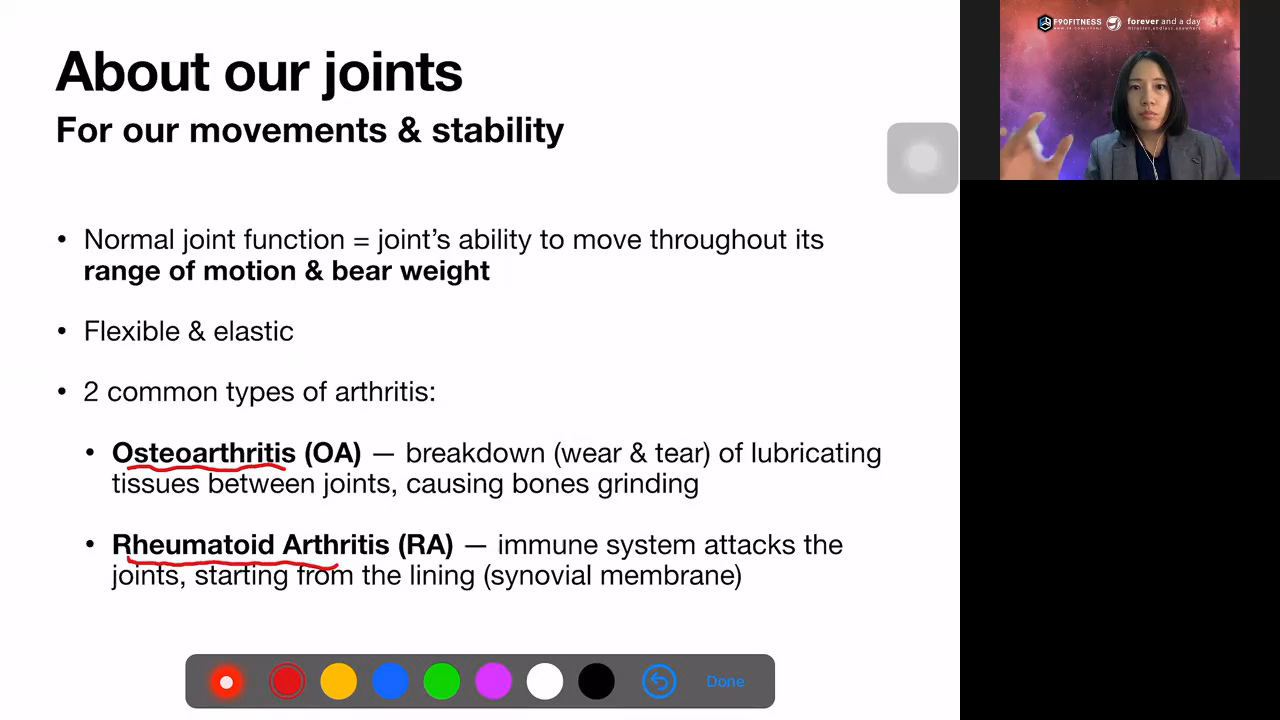 About our joints
For our movements & stability
• Normal joint function = joint’s ability to move throughout its
range of motion & bear weight
• Flexible & elastic
• 2 common types of arthritis:
• Osteoarthritis (OA) — breakdown (wear & tear) of lubricating
tissues between joints, causing bones grinding
• Rheumatoid Arthritis (RA) — immune system attacks the
joints, starting from the lining (synovial membrane)
Done
F90FITNESS
forever and a day